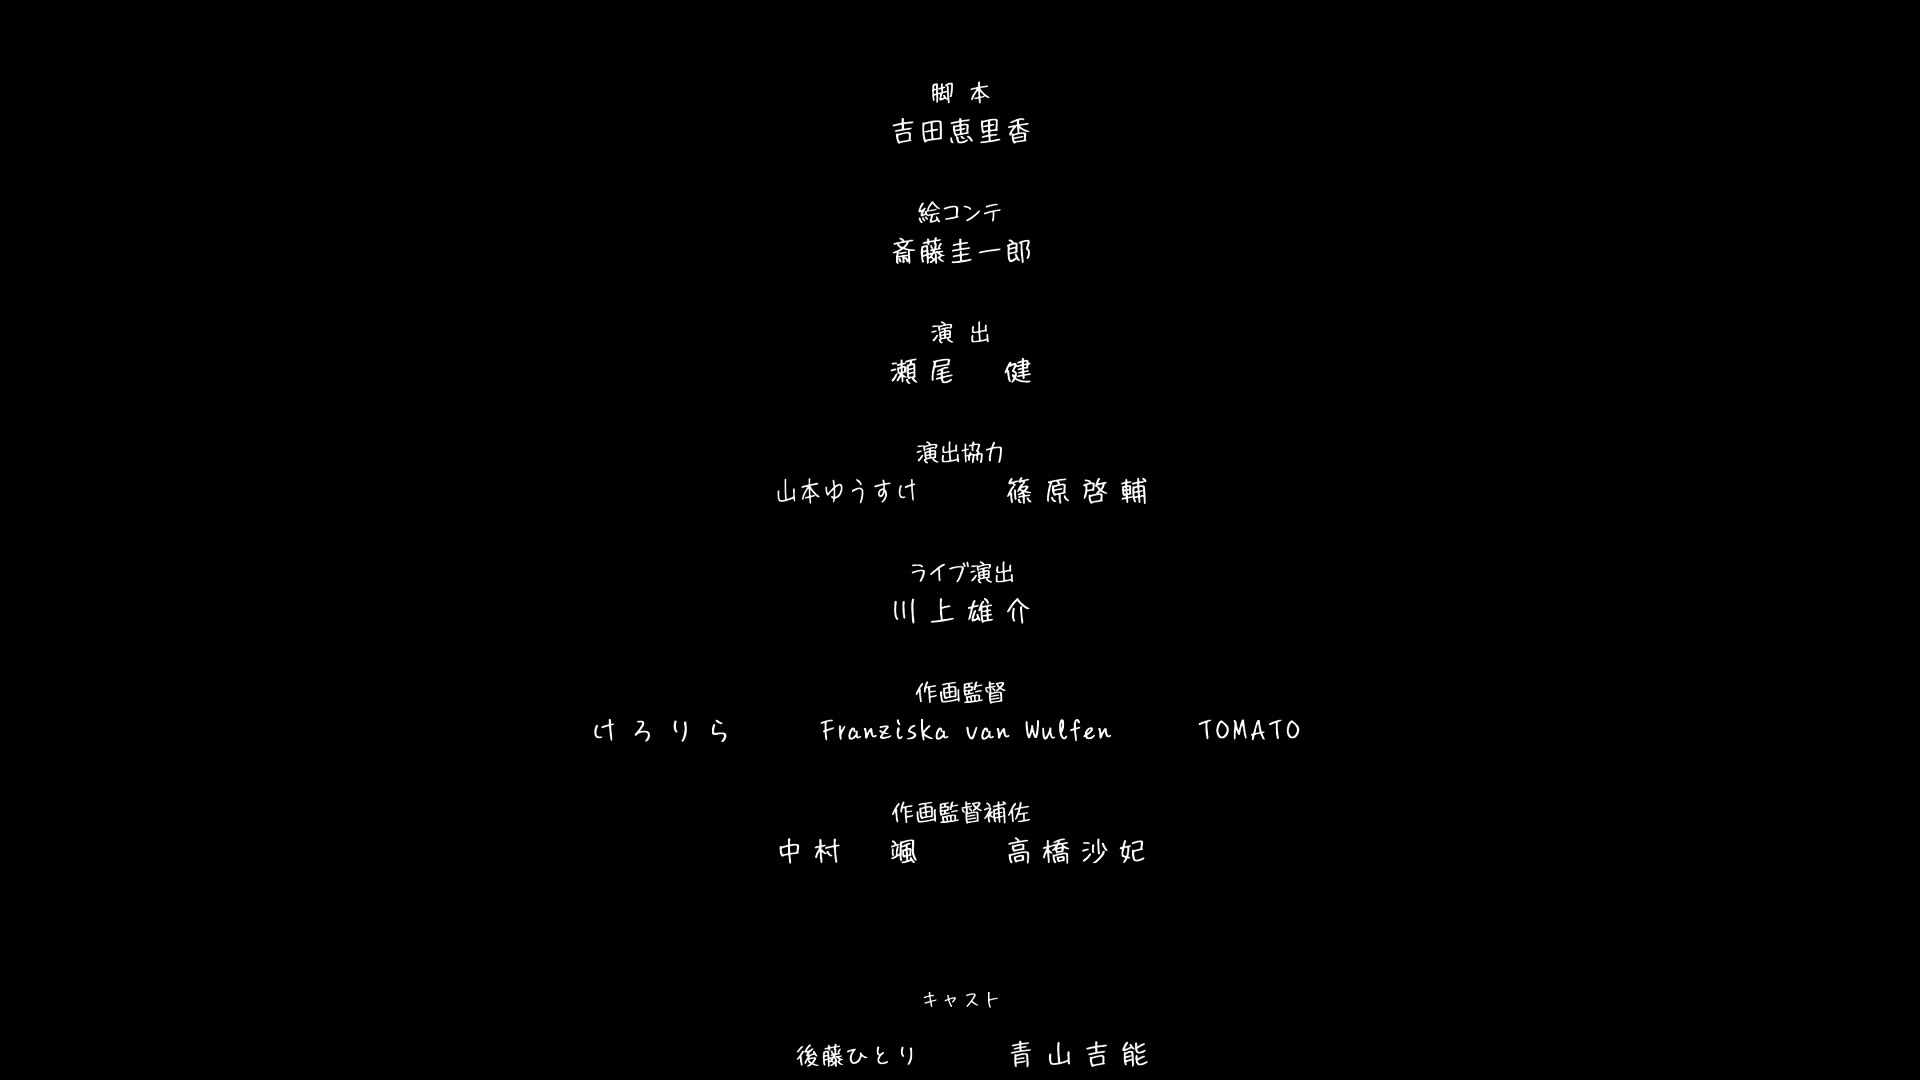 脚 本
吉田恵里香
絵コンテ
斎藤圭一郎
演 出
瀬尾 健
演出協力
山本ゆうすけ 篠原啓輔
ライブ演出
川上雄介
作画監督
けろりら Franziska van Wulfen TOMATO
作画監督補佐
中村 颯 高橋沙妃
キャスト
後藤ひとり 青山吉能